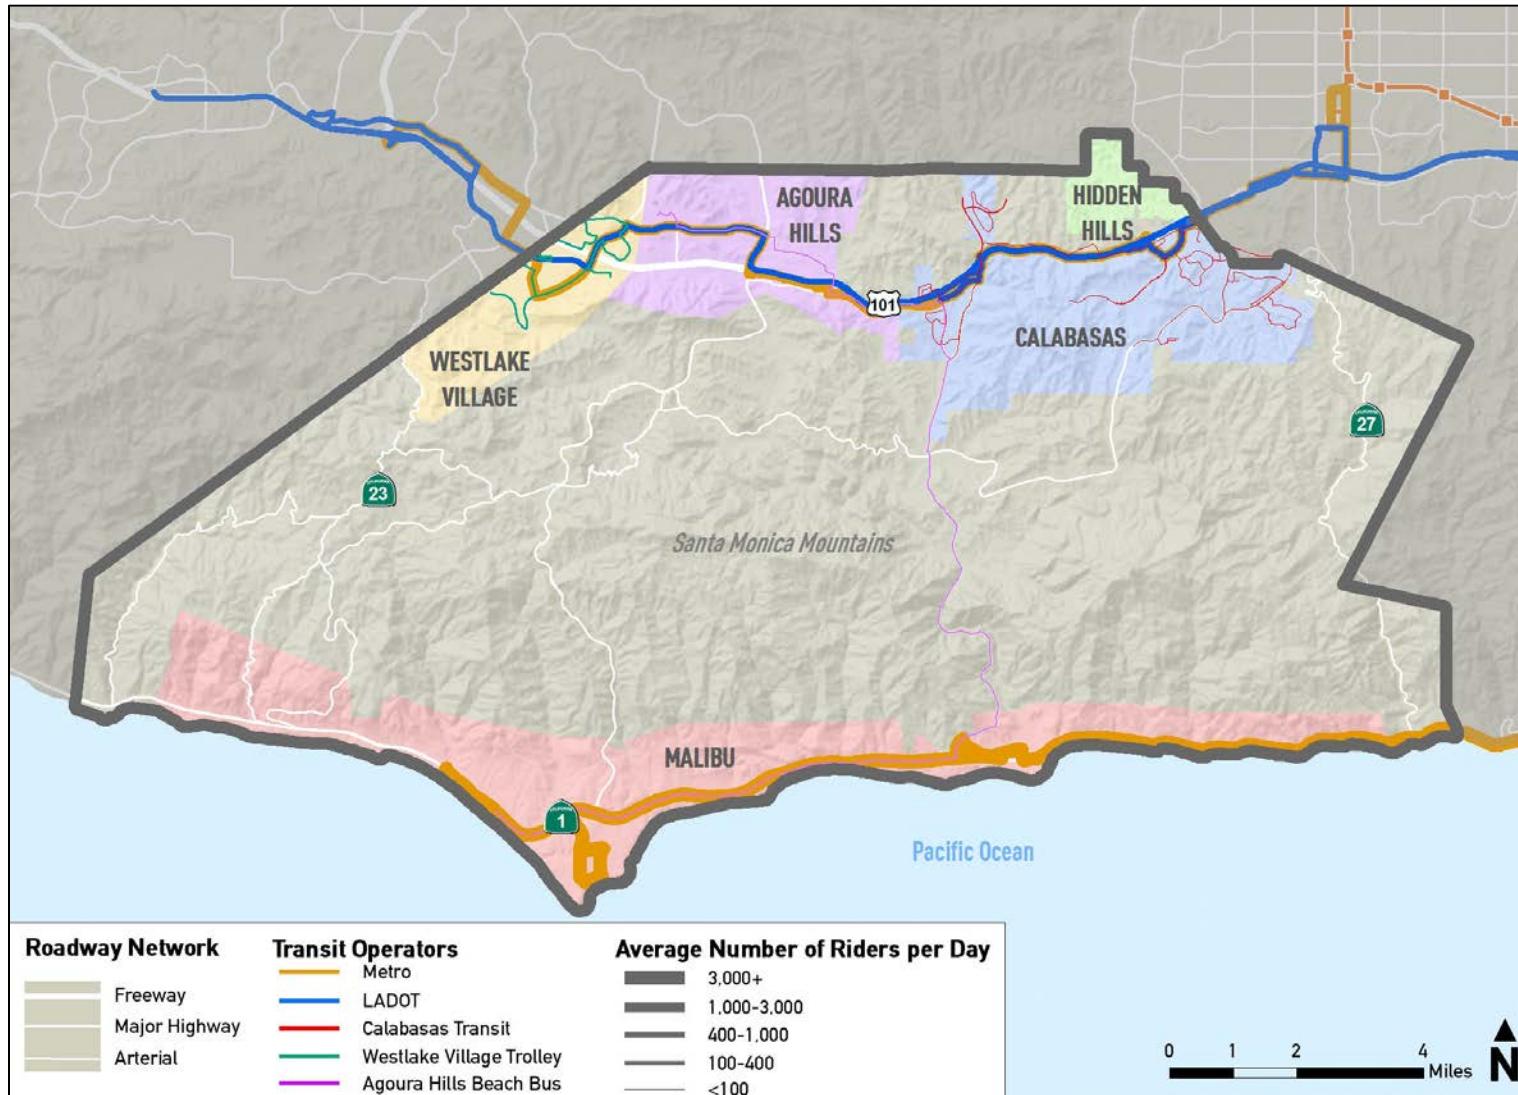 AGOURA
HILLS
HIDDEN
HILLS
101
CALABASAS
WESTLAKE
VILLAGE
27
23
Santa Monica Mountains
MALIBU
1
Pacific Ocean
Roadway Network
Freeway
Major Highway
Arterial
Transit Operators
Metro
LADOT
Calabasas Transit
Westlake Village Trolley
Agoura Hills Beach Bus
Average Number of Riders per Day
3,000+
1,000-3,000
400-1,000
100-400
<100
0 1 2 4
Miles
N